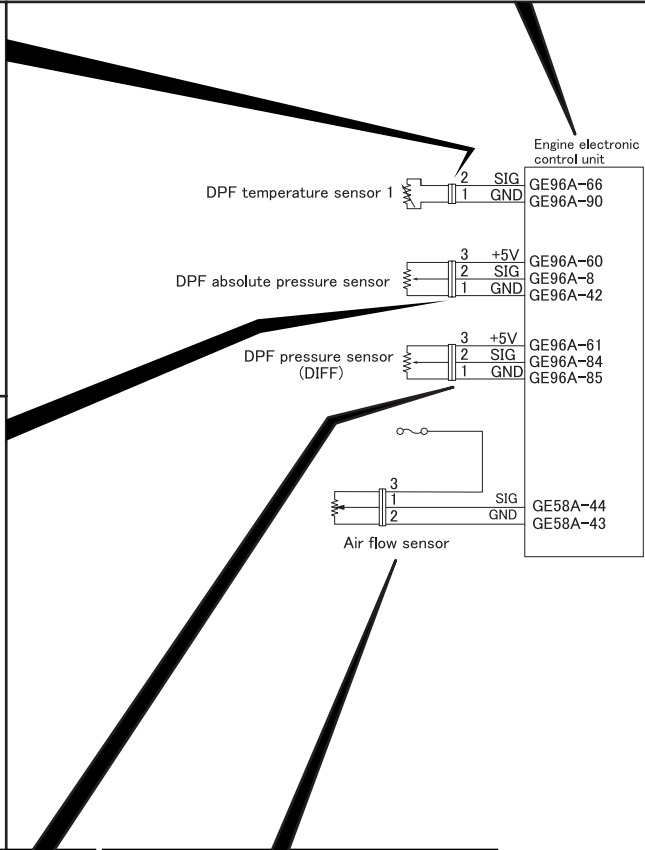 Engine electronic
control unit
DPF temperature sensor 1
2 SIG GE96A-66
1 GND GE96A-90
DPF absolute pressure sensor
3 +5V GE96A-60
2 SIG GE96A-8
1 GND GE96A-42
DPF pressure sensor
(DIFF)
3 +5V GE96A-61
2 SIG GE96A-84
1 GND GE96A-85
3
1 SIG GE58A-44
2 GND GE58A-43
Air flow sensor